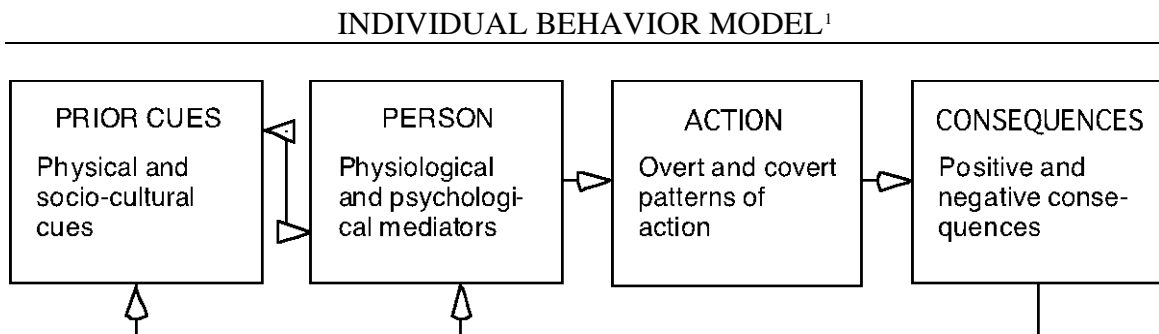 INDIVIDUAL BEHAVIOR MODEL¹
PRIOR CUES
Physical and
socio-cultural
cues
PERSON
Physiological
and psychologi-
cal mediators
ACTION
Overt and covert
patterns of
action
CONSEQUENCES
Positive and
negative conse-
quences